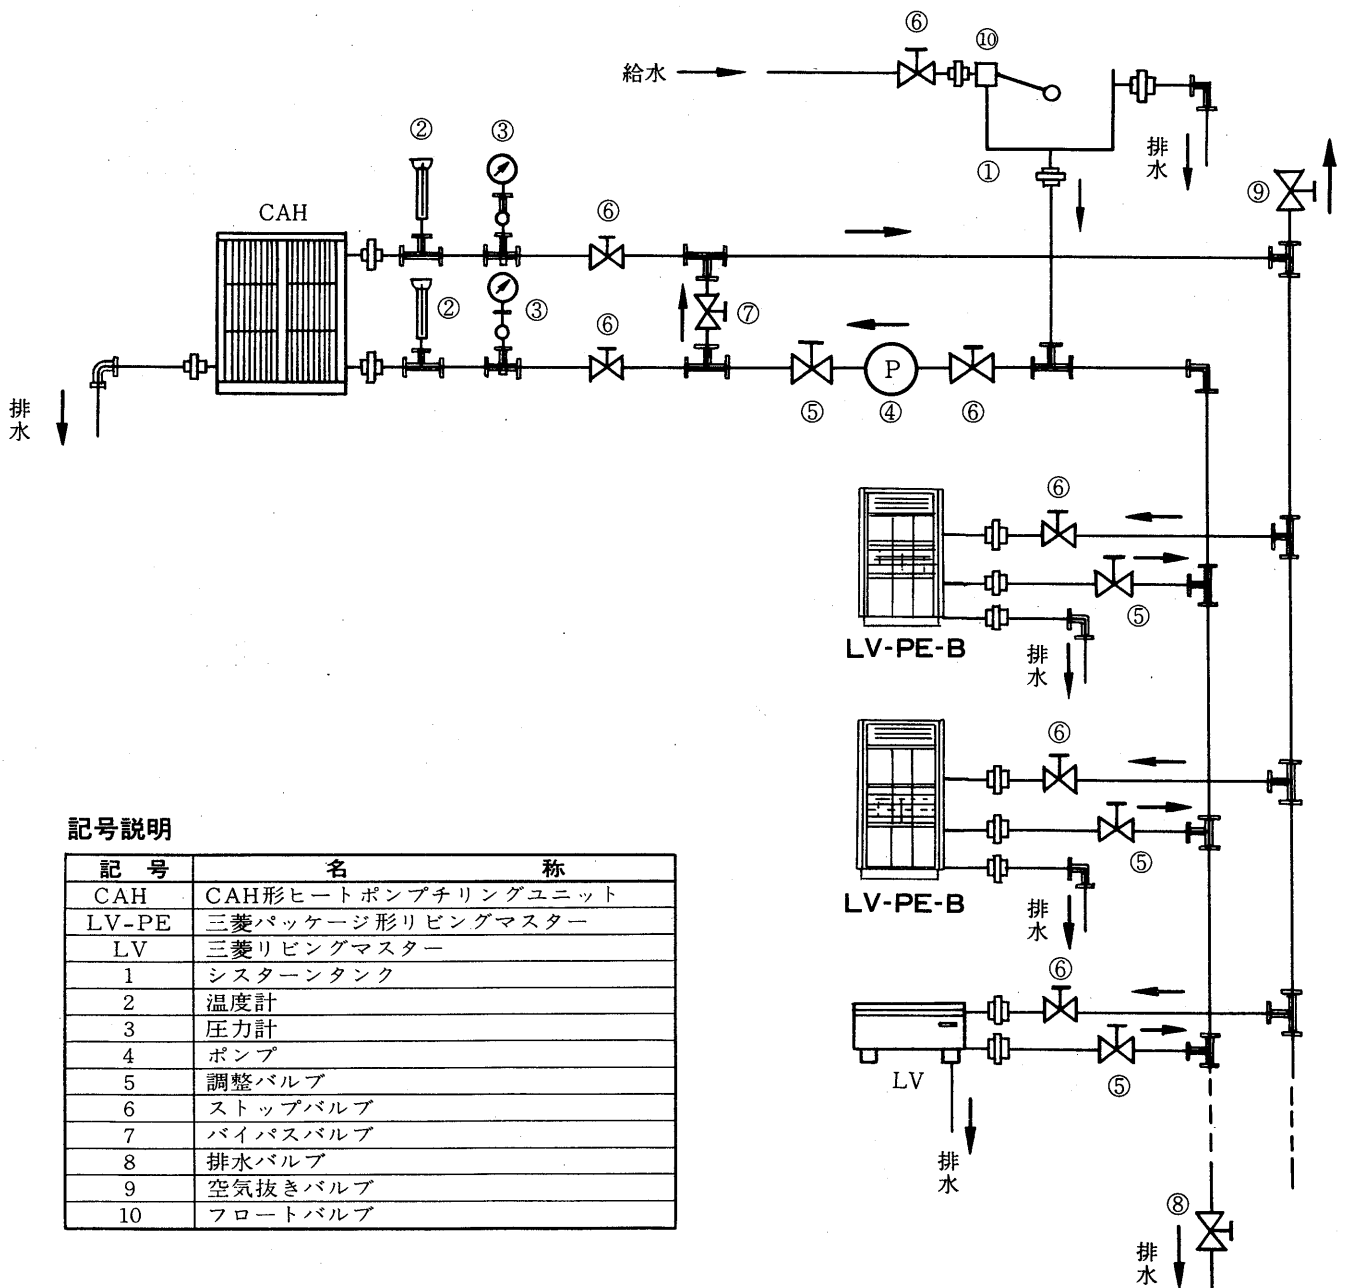 ⑥
⑩
給水
②
③
排水
①
⑨
CAH
⑥
②
③
⑦
⑥
P
⑤
④
⑥
排水
⑥
⑤
LV-PE-B
排水
⑥
⑤
LV-PE-B
排水
⑥
LV
⑤
排水
⑧
排水
記号説明
記号 名称
CAH CAH形ヒートポンプチリングユニット
LV-PE 三菱パッケージ形リビングマスター
LV 三菱リビングマスター
1 シスターンタンク
2 温度計
3 圧力計
4 ポンプ
5 調整バルブ
6 ストップバルブ
7 バイパスバルブ
8 排水バルブ
9 空気抜きバルブ
10 フロートバルブ